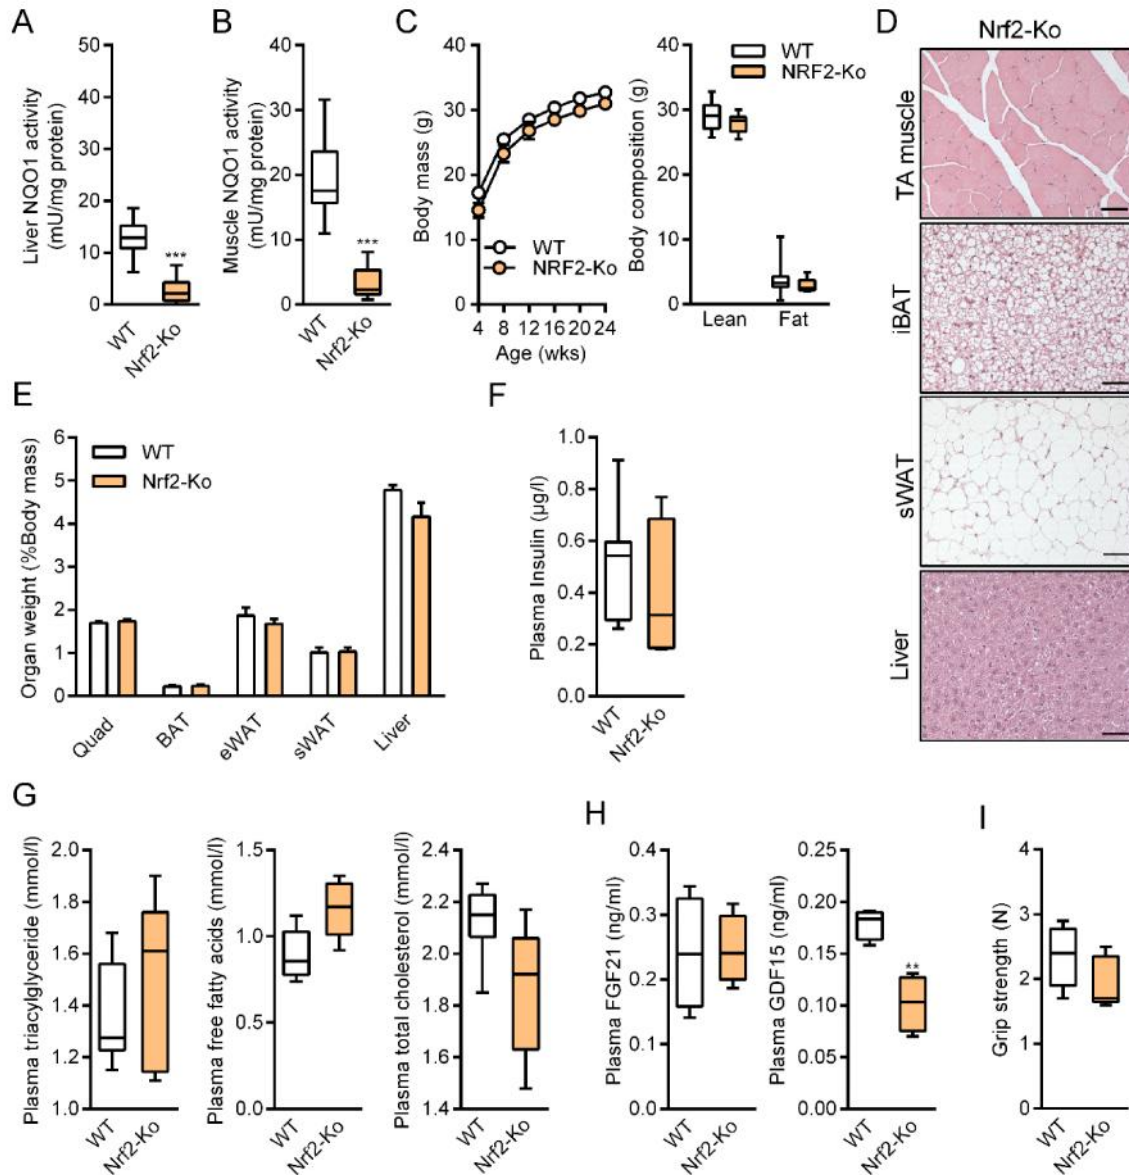 A
Liver NQO1 activity
(mU/mg protein)
50
40
30
20
10
0
***
WT
Nrf2-Ko
B
Muscle NQO1 activity
(mU/mg protein)
40
30
20
10
0
***
WT
Nrf2-Ko
C
Body mass (g)
40
30
20
10
0
WT
NRF2-Ko
4 8 12 16 20 24
Age (wks)
Body composition (g)
40
30
20
10
0
WT
NRF2-Ko
Lean Fat
D
Nrf2-Ko
TA muscle
iBAT
sWAT
Liver
E
Organ weight (%Body mass)
6
5
4
3
2
1
0
WT
Nrf2-Ko
Quad
BAT
eWAT
sWAT
Liver
F
Plasma Insulin (µg/l)
1.0
0.8
0.6
0.4
0.2
0.0
WT
Nrf2-Ko
G
Plasma triacylglyceride (mmol/l)
2.0
1.8
1.6
1.4
1.2
1.0
WT
Nrf2-Ko
Plasma free fatty acids (mmol/l)
1.5
1.0
0.5
0.0
WT
Nrf2-Ko
Plasma total cholesterol (mmol/l)
2.4
2.2
2.0
1.8
1.6
1.4
WT
Nrf2-Ko
H
Plasma FGF21 (ng/ml)
0.4
0.3
0.2
0.1
0.0
WT
Nrf2-Ko
Plasma GDF15 (ng/ml)
0.25
0.20
0.15
0.10
0.05
0.00
**
WT
Nrf2-Ko
I
Grip strength (N)
4
3
2
1
0
WT
Nrf2-Ko